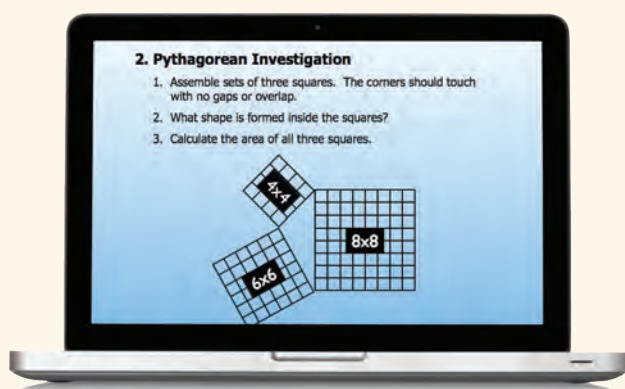 2. Pythagorean Investigation
1. Assemble sets of three squares. The corners should touch
with no gaps or overlap.
2. What shape is formed inside the squares?
3. Calculate the area of all three squares.
4x4
8x8
6x6